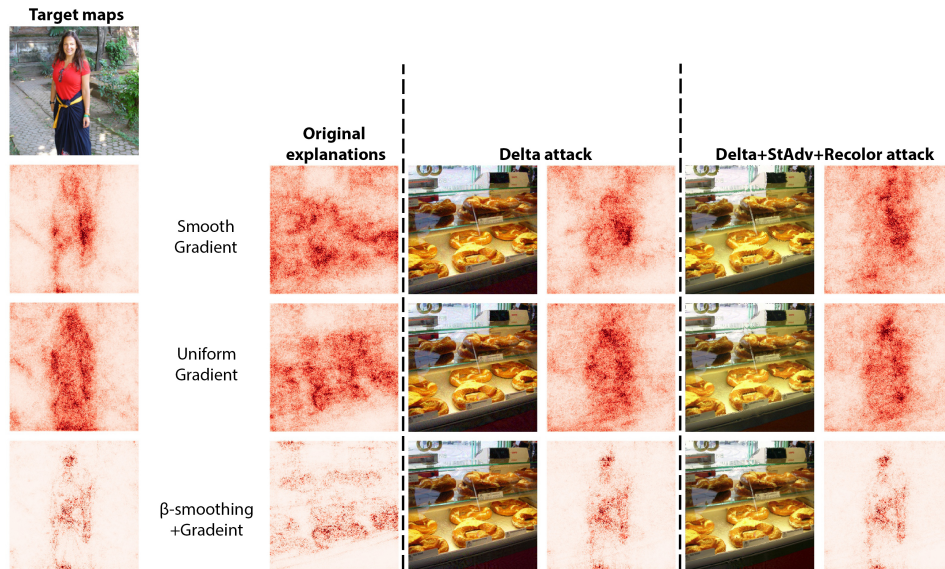 Target maps
Original
explanations
Delta attack
Delta+StAdv+Recolor attack
Smooth
Gradient
Uniform
Gradient
β-smoothing
+Gradeint